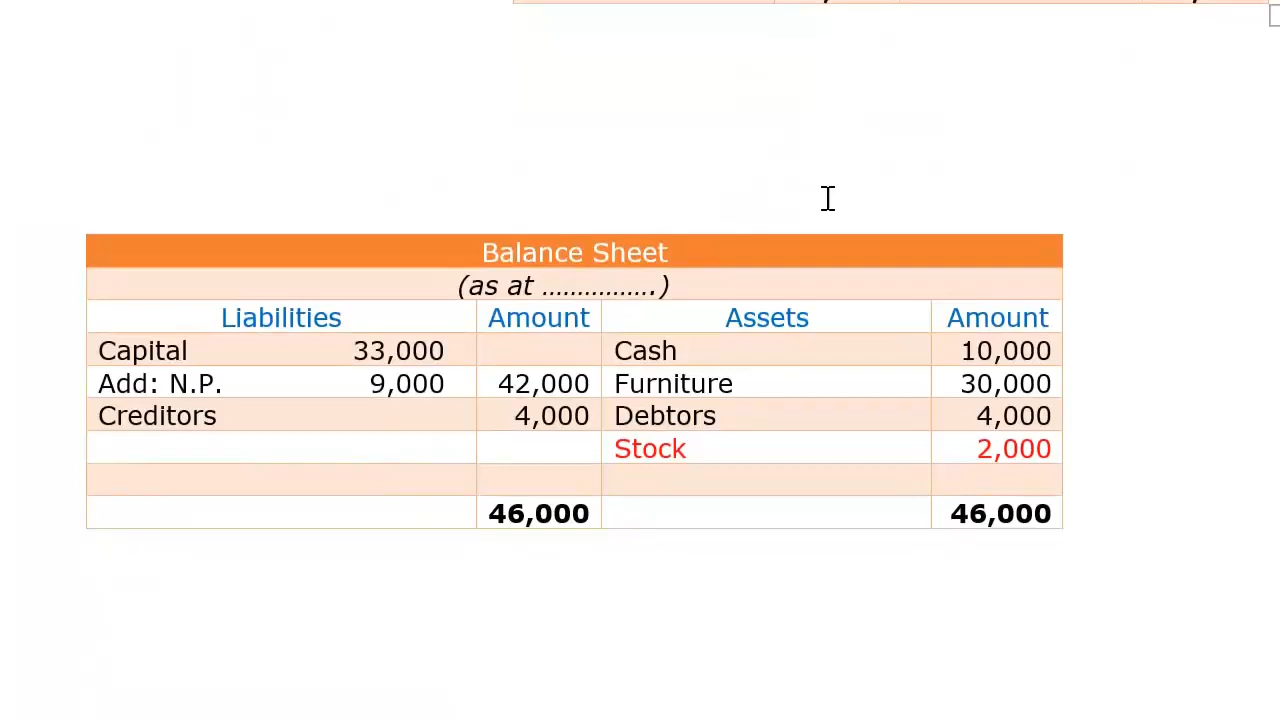 Balance Sheet
(as at …………….)
Liabilities Amount Assets Amount
Capital 33,000 Cash 10,000
Add: N.P. 9,000 42,000 Furniture 30,000
Creditors 4,000 Debtors 4,000
Stock 2,000
46,000 46,000